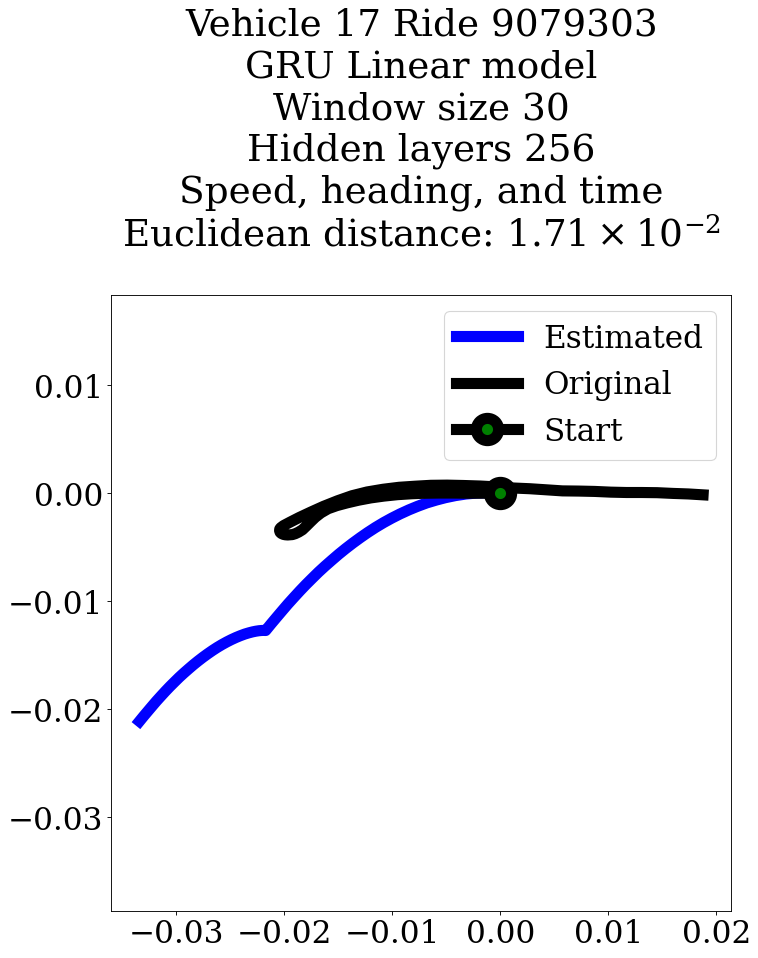 Vehicle 17 Ride 9079303
GRU Linear model
Window size 30
Hidden layers 256
Speed, heading, and time
Euclidean distance: 1.71 × 10⁻²
Estimated
Original
Start
0.01
0.00
−0.01
−0.02
−0.03
−0.03 −0.02 −0.01 0.00 0.01 0.02